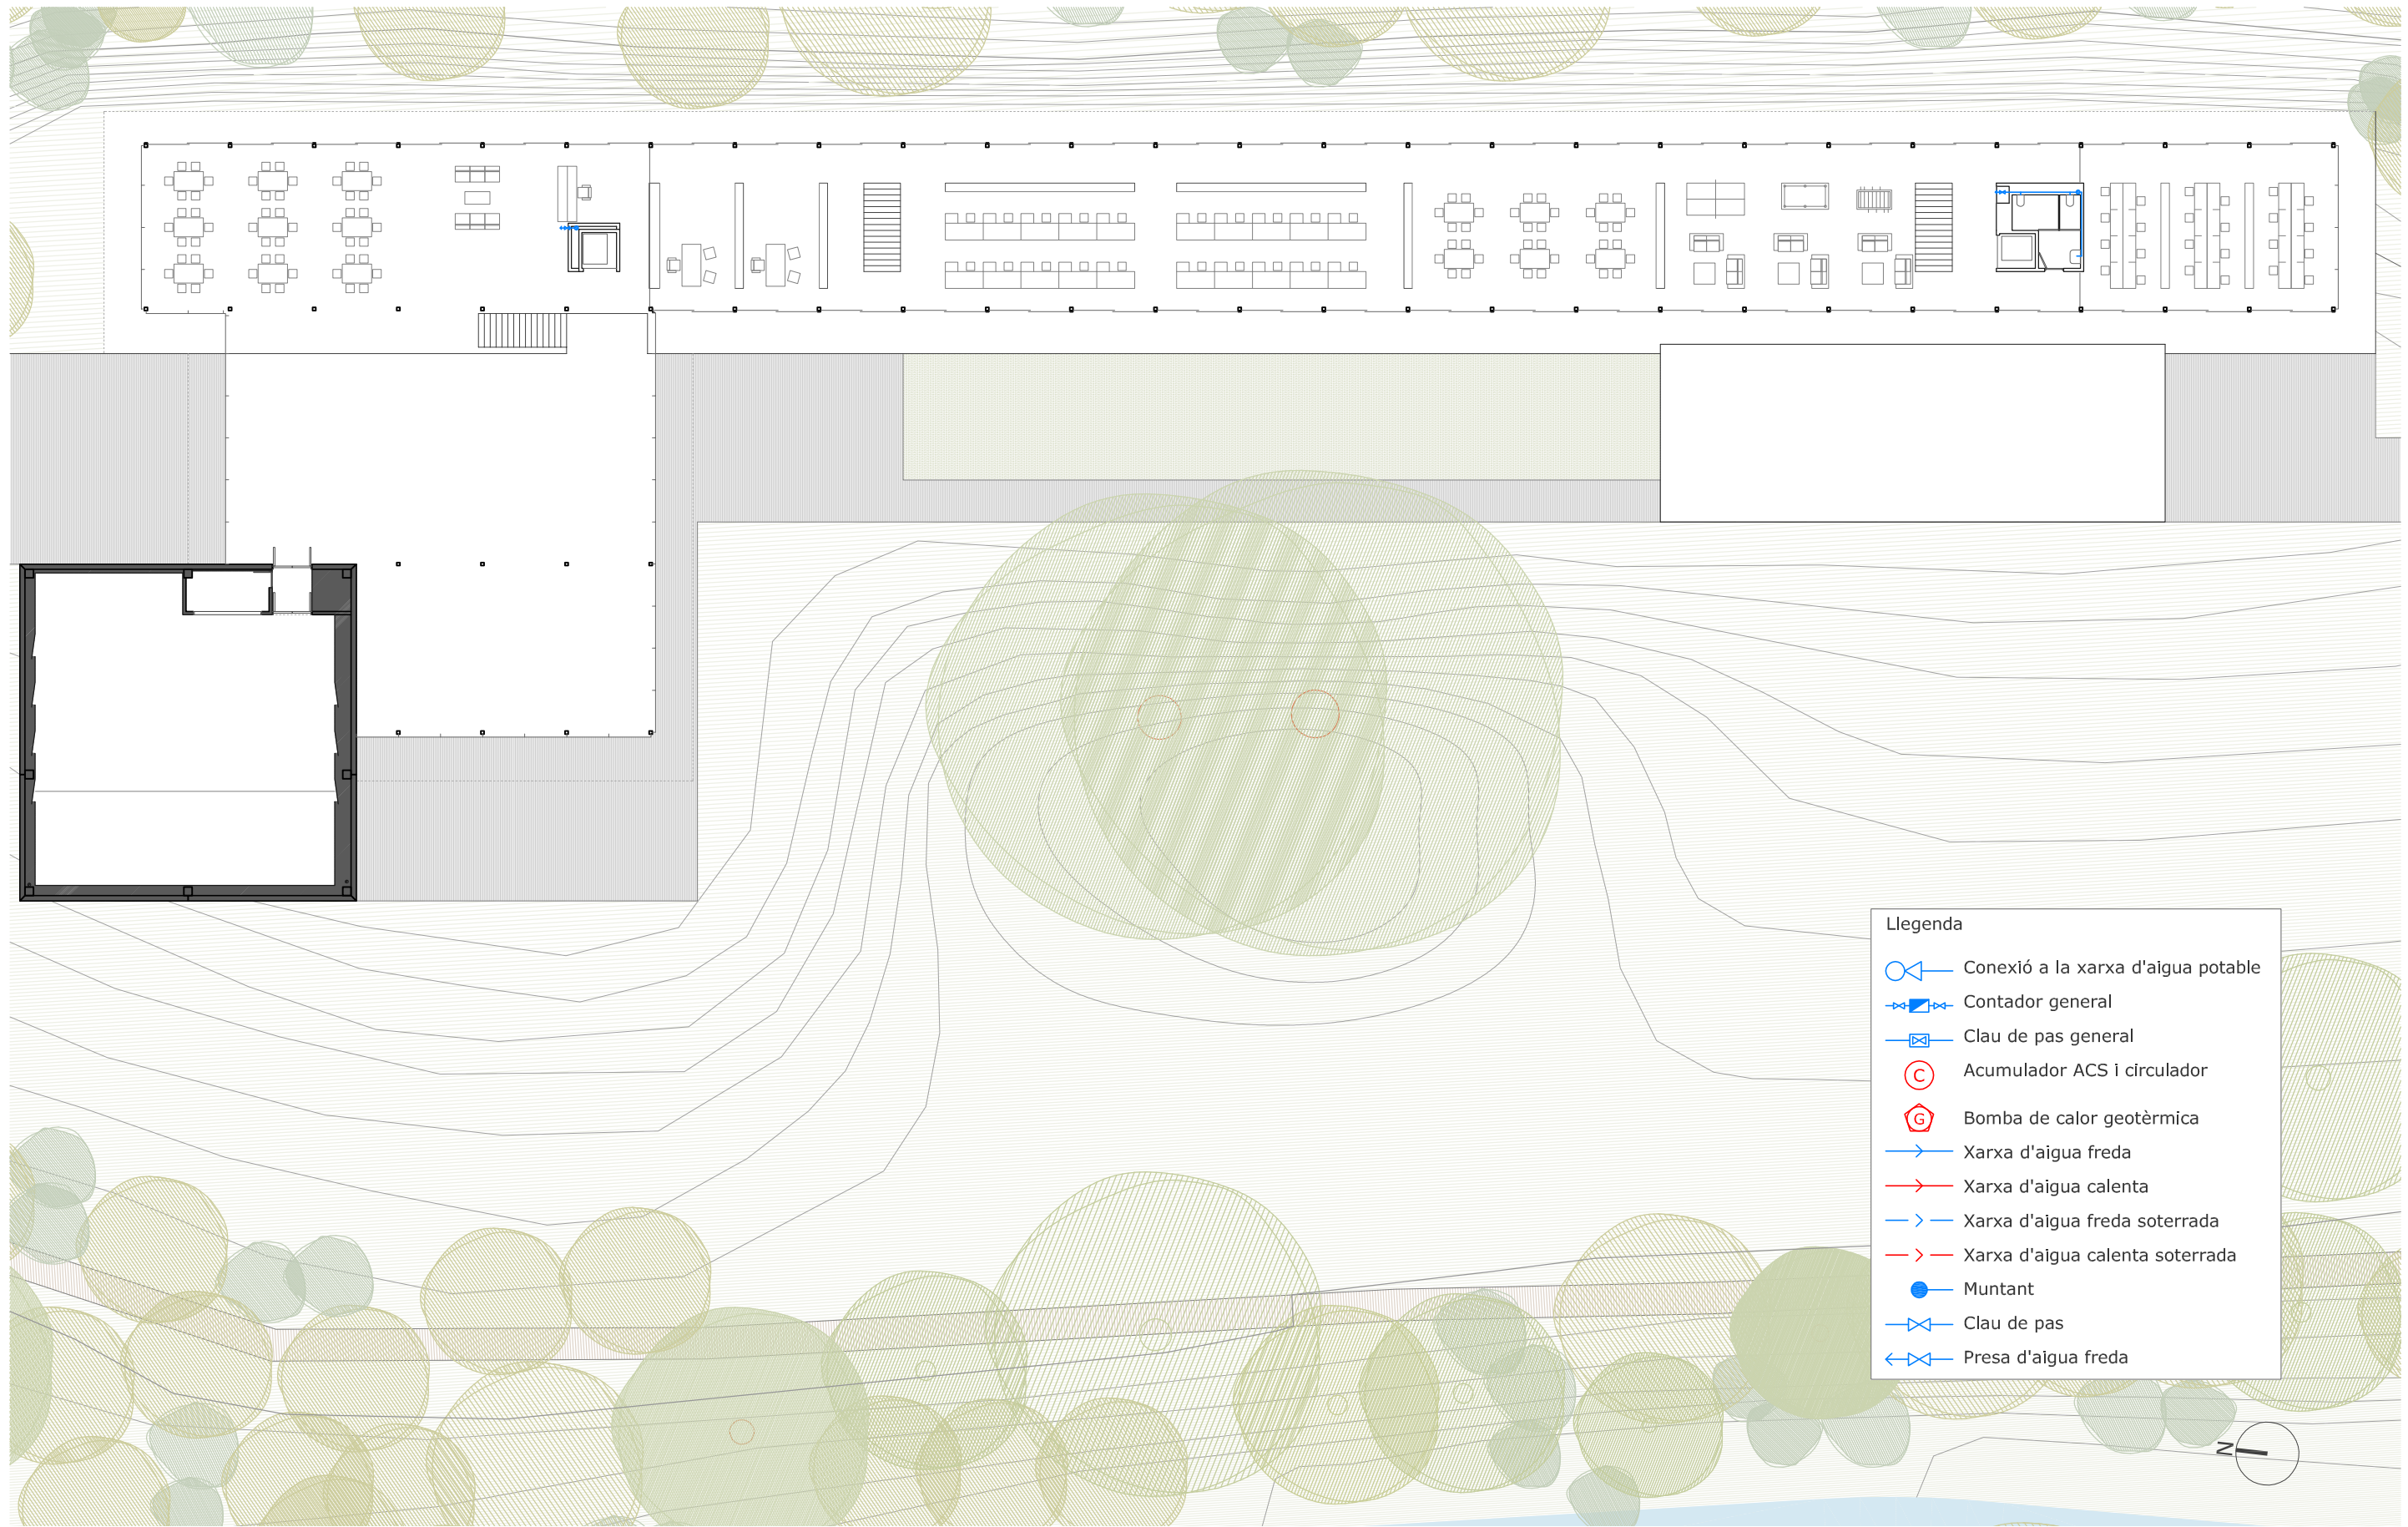 Llegenda
Conexió a la xarxa d'aigua potable
Contador general
Clau de pas general
C Acumulador ACS i circulador
G Bomba de calor geotèrmica
Xarxa d'aigua freda
Xarxa d'aigua calenta
Xarxa d'aigua freda soterrada
Xarxa d'aigua calenta soterrada
Muntant
Clau de pas
Presa d'aigua freda
N